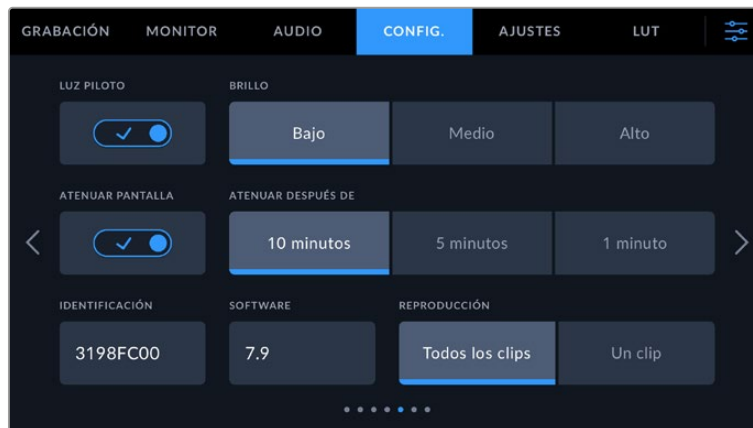 GRABACIÓN MONITOR AUDIO CONFIG. AJUSTES LUT
LUZ PILOTO BRILLO
Bajo Medio Alto
ATENUAR PANTALLA ATENUAR DESPUÉS DE
10 minutos 5 minutos 1 minuto
IDENTIFICACIÓN SOFTWARE REPRODUCCIÓN
3198FC00 7.9 Todos los clips Un clip